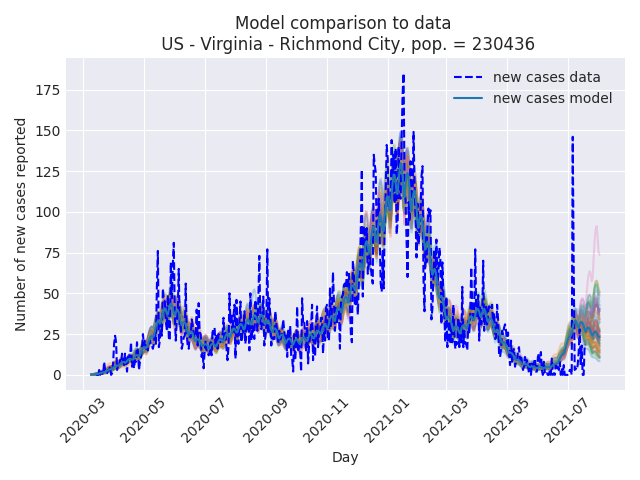 Model comparison to data
US - Virginia - Richmond City, pop. = 230436
new cases data
new cases model
Number of new cases reported
175
150
125
100
75
50
25
0
2020-03
2020-05
2020-07
2020-09
2020-11
2021-01
2021-03
2021-05
2021-07
Day